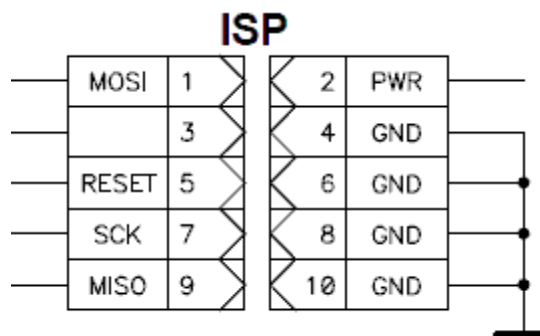 ISP
MOSI 1 2 PWR
3 4 GND
RESET 5 6 GND
SCK 7 8 GND
MISO 9 10 GND